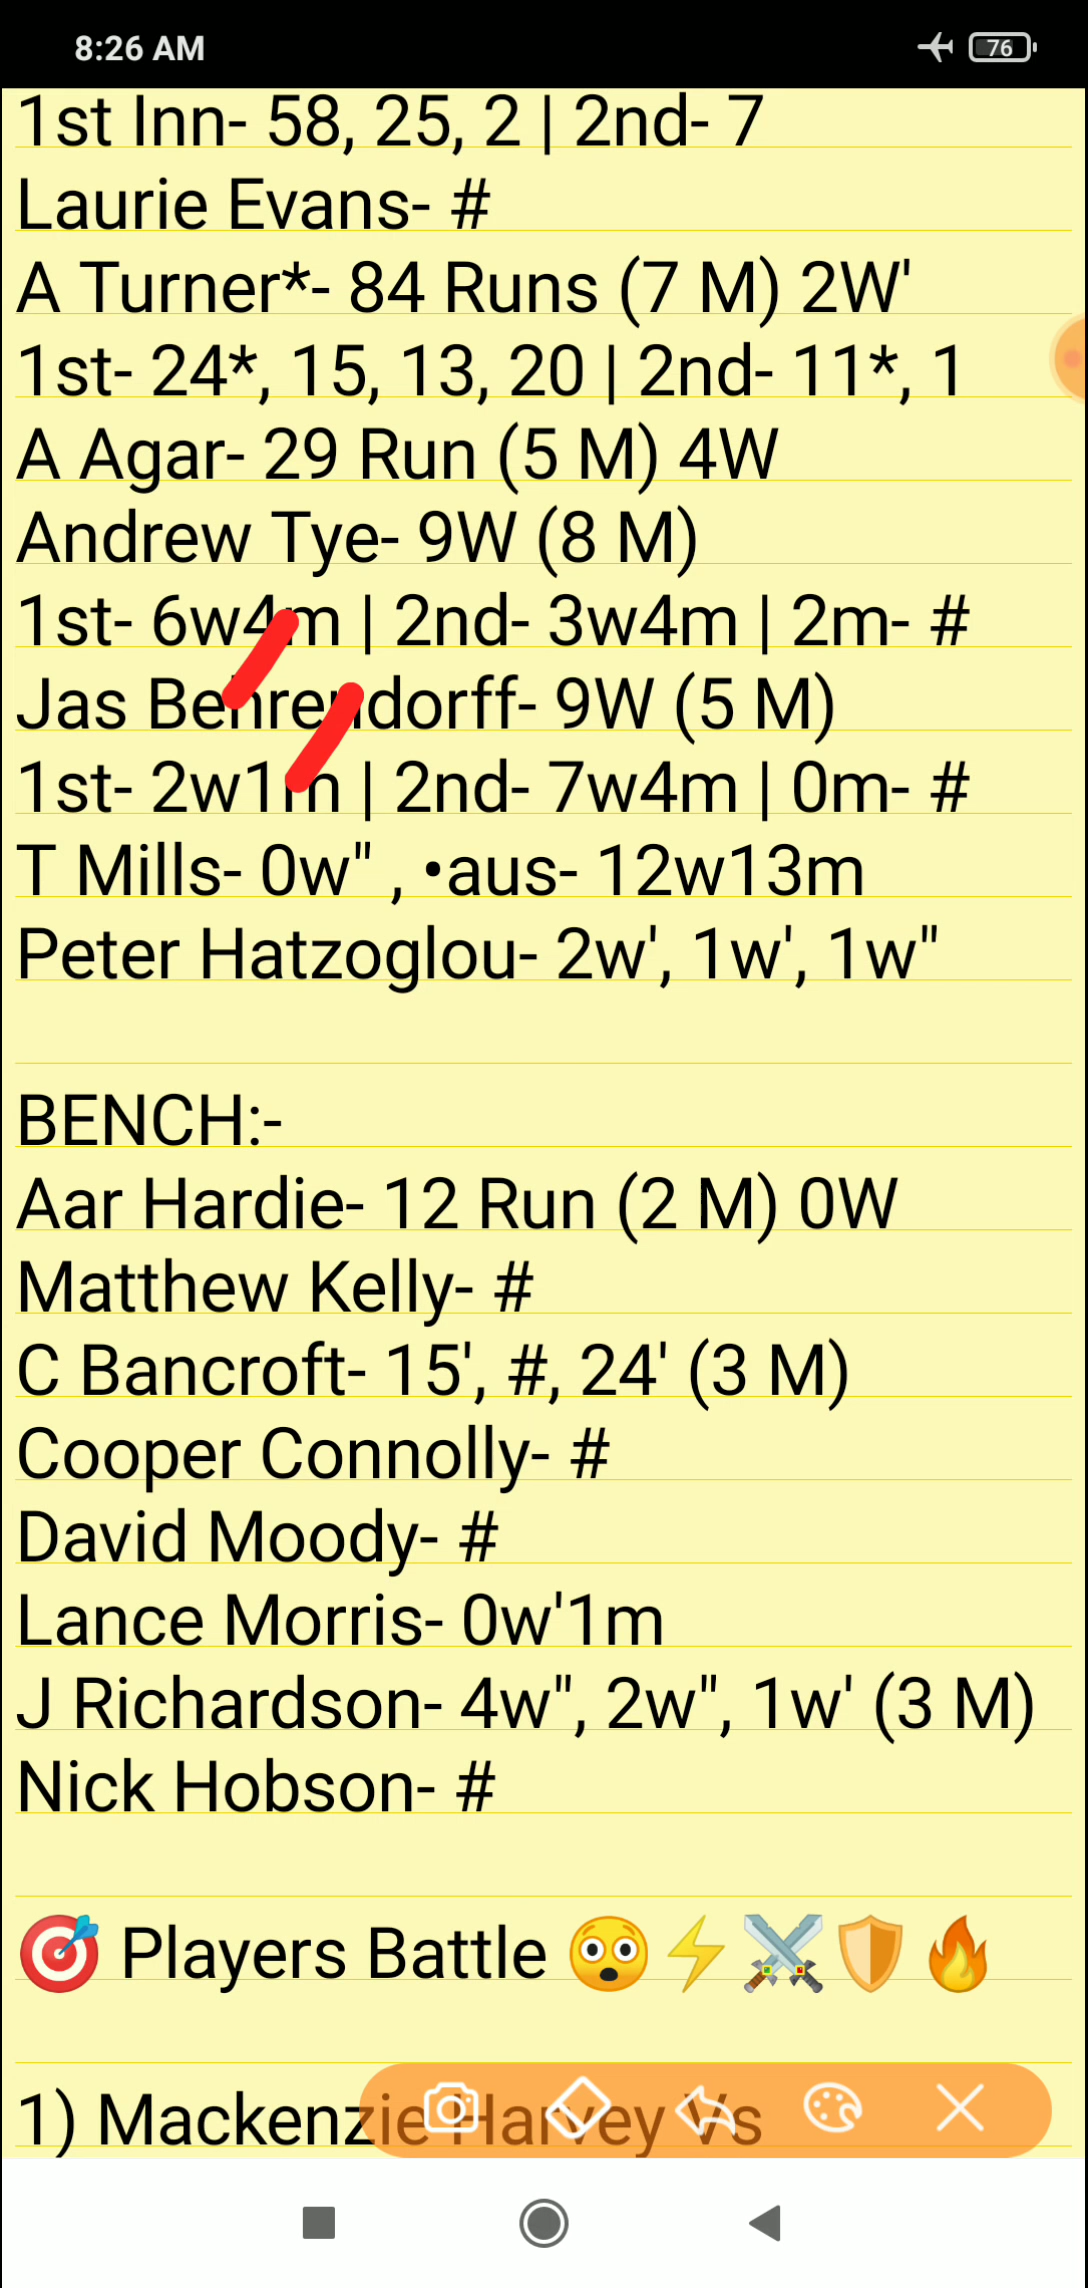 8:26 AM
76
1st Inn- 58, 25, 2 | 2nd- 7
Laurie Evans- #
A Turner*- 84 Runs (7 M) 2W'
1st- 24*, 15, 13, 20 | 2nd- 11*, 1
A Agar- 29 Run (5 M) 4W
Andrew Tye- 9W (8 M)
1st- 6w4m | 2nd- 3w4m | 2m- #
Jas Behrendorff- 9W (5 M)
1st- 2w1m | 2nd- 7w4m | 0m- #
T Mills- 0w" , •aus- 12w13m
Peter Hatzoglou- 2w', 1w', 1w"
BENCH:-
Aar Hardie- 12 Run (2 M) 0W
Matthew Kelly- #
C Bancroft- 15', #, 24' (3 M)
Cooper Connolly- #
David Moody- #
Lance Morris- 0w'1m
J Richardson- 4w", 2w", 1w' (3 M)
Nick Hobson- #
🎯 Players Battle 😨⚡⚔️🛡️🔥
1) Mackenzie Harvey Vs